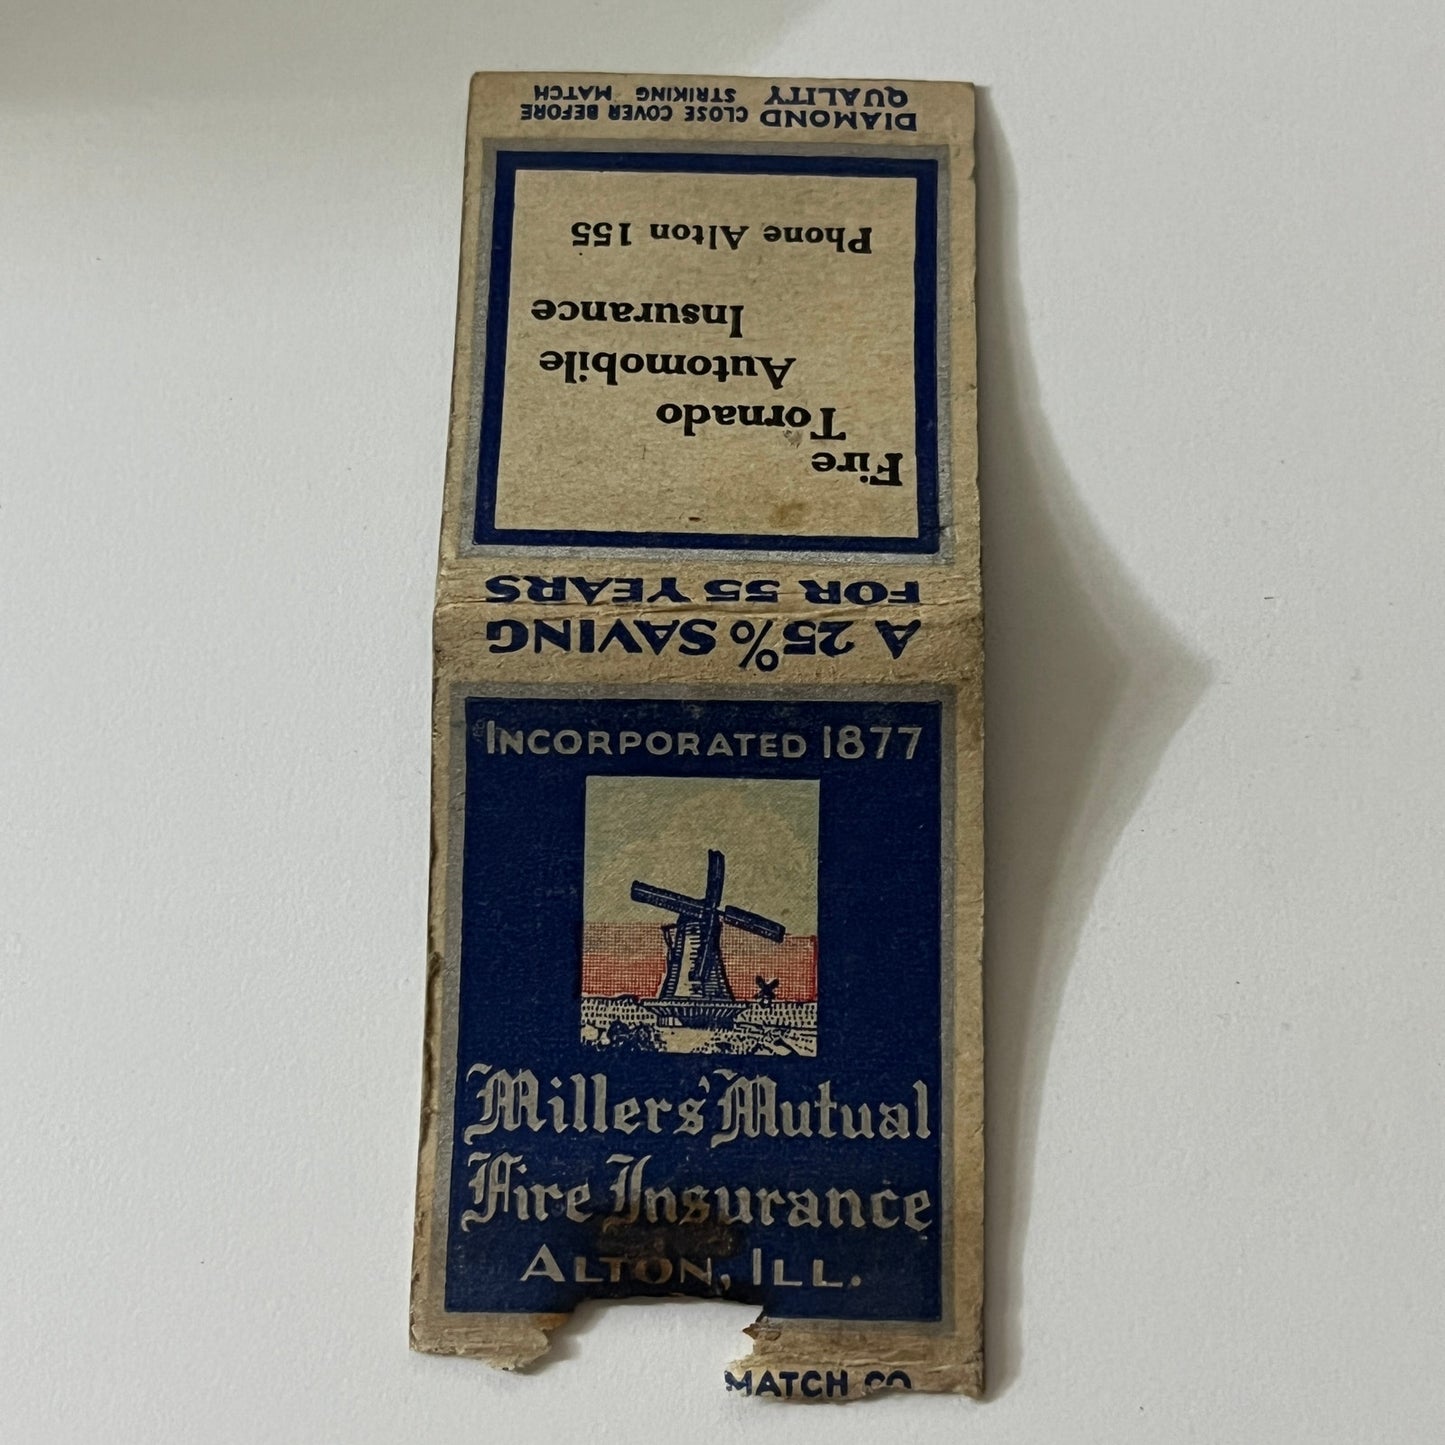 DIAMOND CLOSE COVER BEFORE
QUALITY STRIKING MATCH
Fire
Tornado
Automobile
Insurance
Phone Alton 155
A 25% SAVING
FOR 55 YEARS
INCORPORATED 1877
Millers' Mutual
Fire Insurance
ALTON, ILL.
MATCH CO